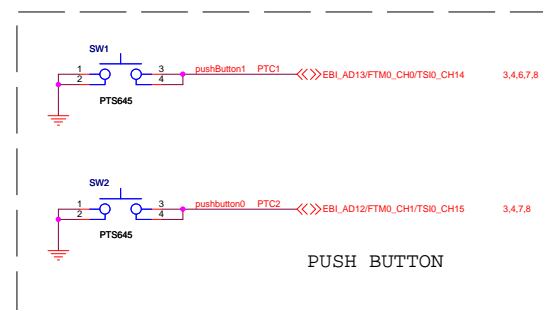 SW1
1 3 pushButton1 PTC1 EBI_AD13/FTM0_CH0/TSI0_CH14 3,4,6,7,8
2 4
PTS645
SW2
1 3 pushbutton0 PTC2 EBI_AD12/FTM0_CH1/TSI0_CH15 3,4,7,8
2 4
PTS645
PUSH BUTTON